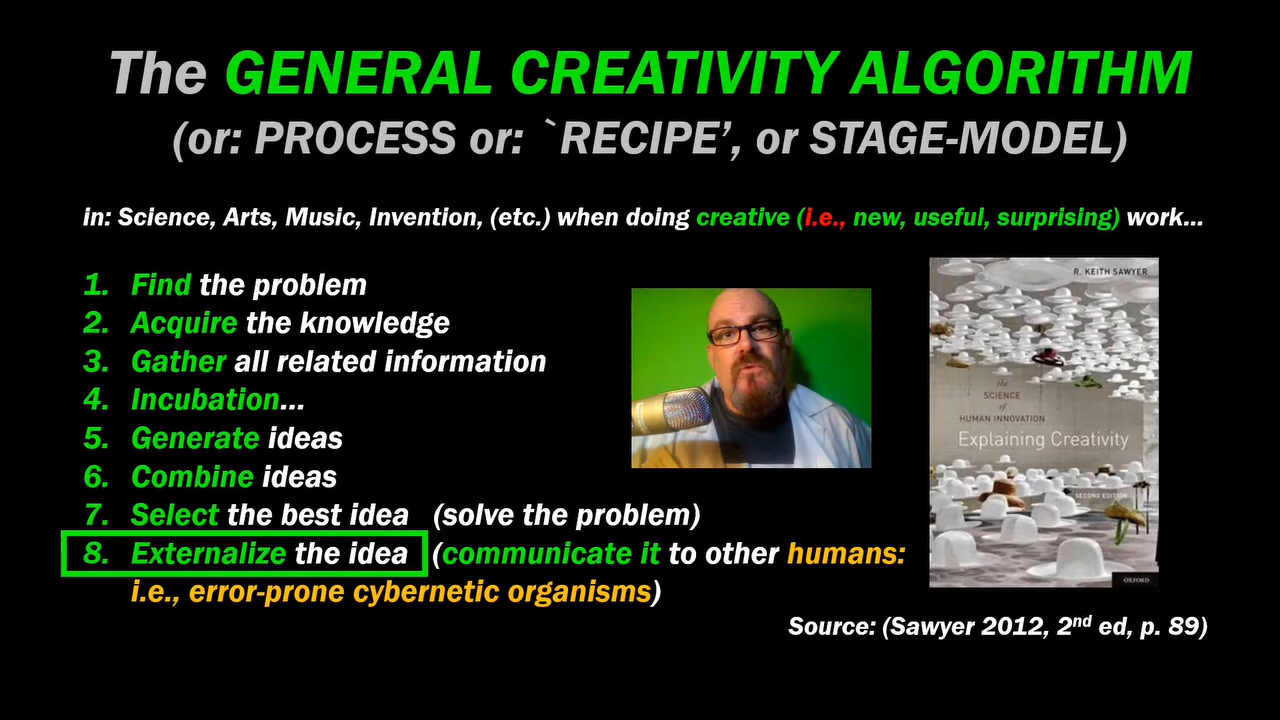 The GENERAL CREATIVITY ALGORITHM
(or: PROCESS or: `RECIPE’, or STAGE-MODEL)
in: Science, Arts, Music, Invention, (etc.) when doing creative (i.e., new, useful, surprising) work...
1. Find the problem
2. Acquire the knowledge
3. Gather all related information
4. Incubation...
5. Generate ideas
6. Combine ideas
7. Select the best idea (solve the problem)
8. Externalize the idea (communicate it to other humans:
i.e., error-prone cybernetic organisms)
R. KEITH SAWYER
the
SCIENCE
of
HUMAN INNOVATION
Explaining Creativity
SECOND EDITION
OXFORD
Source: (Sawyer 2012, 2nd ed, p. 89)